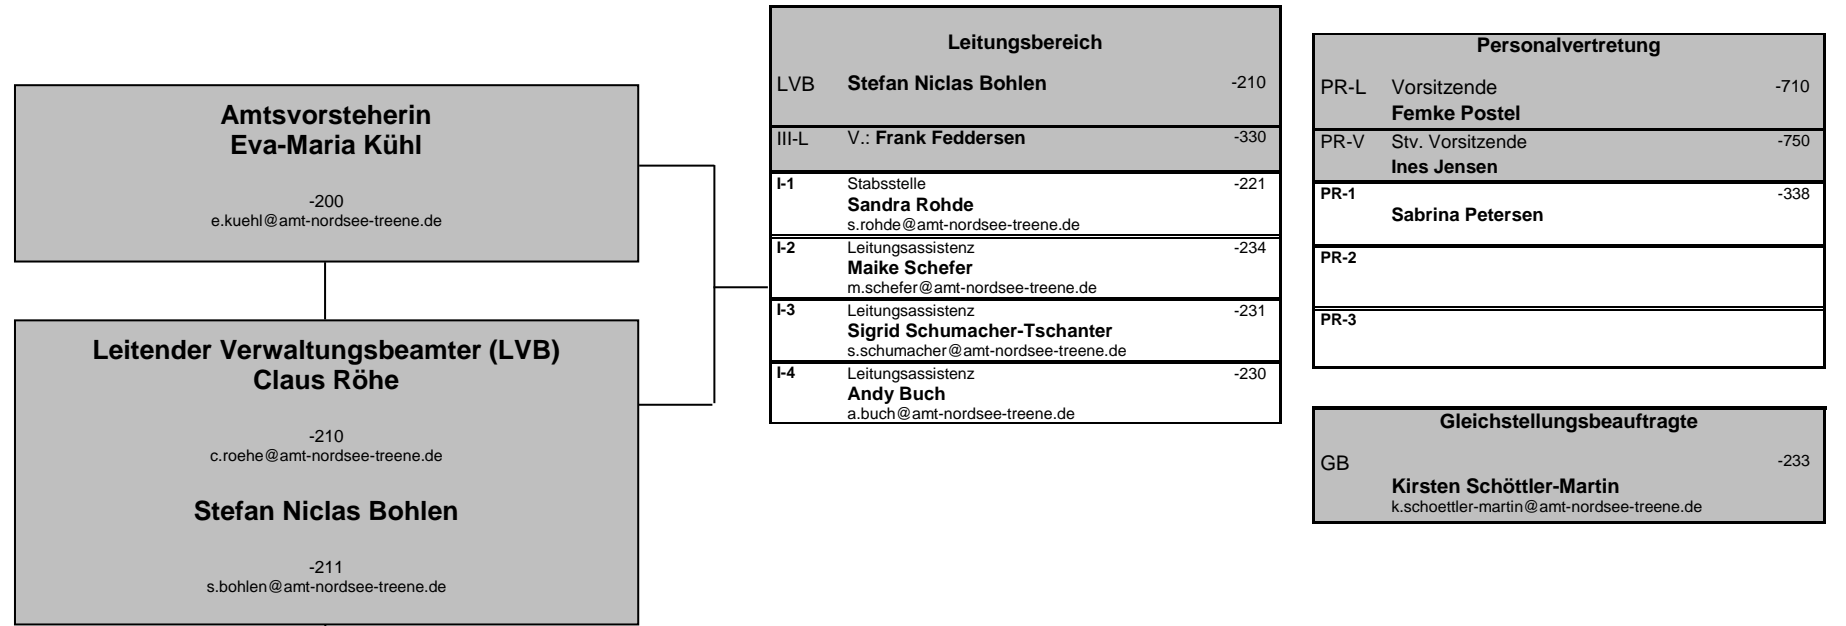 Amtsvorsteherin
Eva-Maria Kühl
-200
e.kuehl@amt-nordsee-treene.de
Leitender Verwaltungsbeamter (LVB)
Claus Röhe
-210
c.roehe@amt-nordsee-treene.de
Stefan Niclas Bohlen
-211
s.bohlen@amt-nordsee-treene.de
Leitungsbereich
LVB Stefan Niclas Bohlen -210
III-L V.: Frank Feddersen -330
I-1 Stabsstelle -221
Sandra Rohde
s.rohde@amt-nordsee-treene.de
I-2 Leitungsassistenz -234
Maike Schefer
m.schefer@amt-nordsee-treene.de
I-3 Leitungsassistenz -231
Sigrid Schumacher-Tschanter
s.schumacher@amt-nordsee-treene.de
I-4 Leitungsassistenz -230
Andy Buch
a.buch@amt-nordsee-treene.de
Personalvertretung
PR-L Vorsitzende -710
Femke Postel
PR-V Stv. Vorsitzende -750
Ines Jensen
PR-1 -338
Sabrina Petersen
PR-2
PR-3
Gleichstellungsbeauftragte
GB -233
Kirsten Schöttler-Martin
k.schoettler-martin@amt-nordsee-treene.de